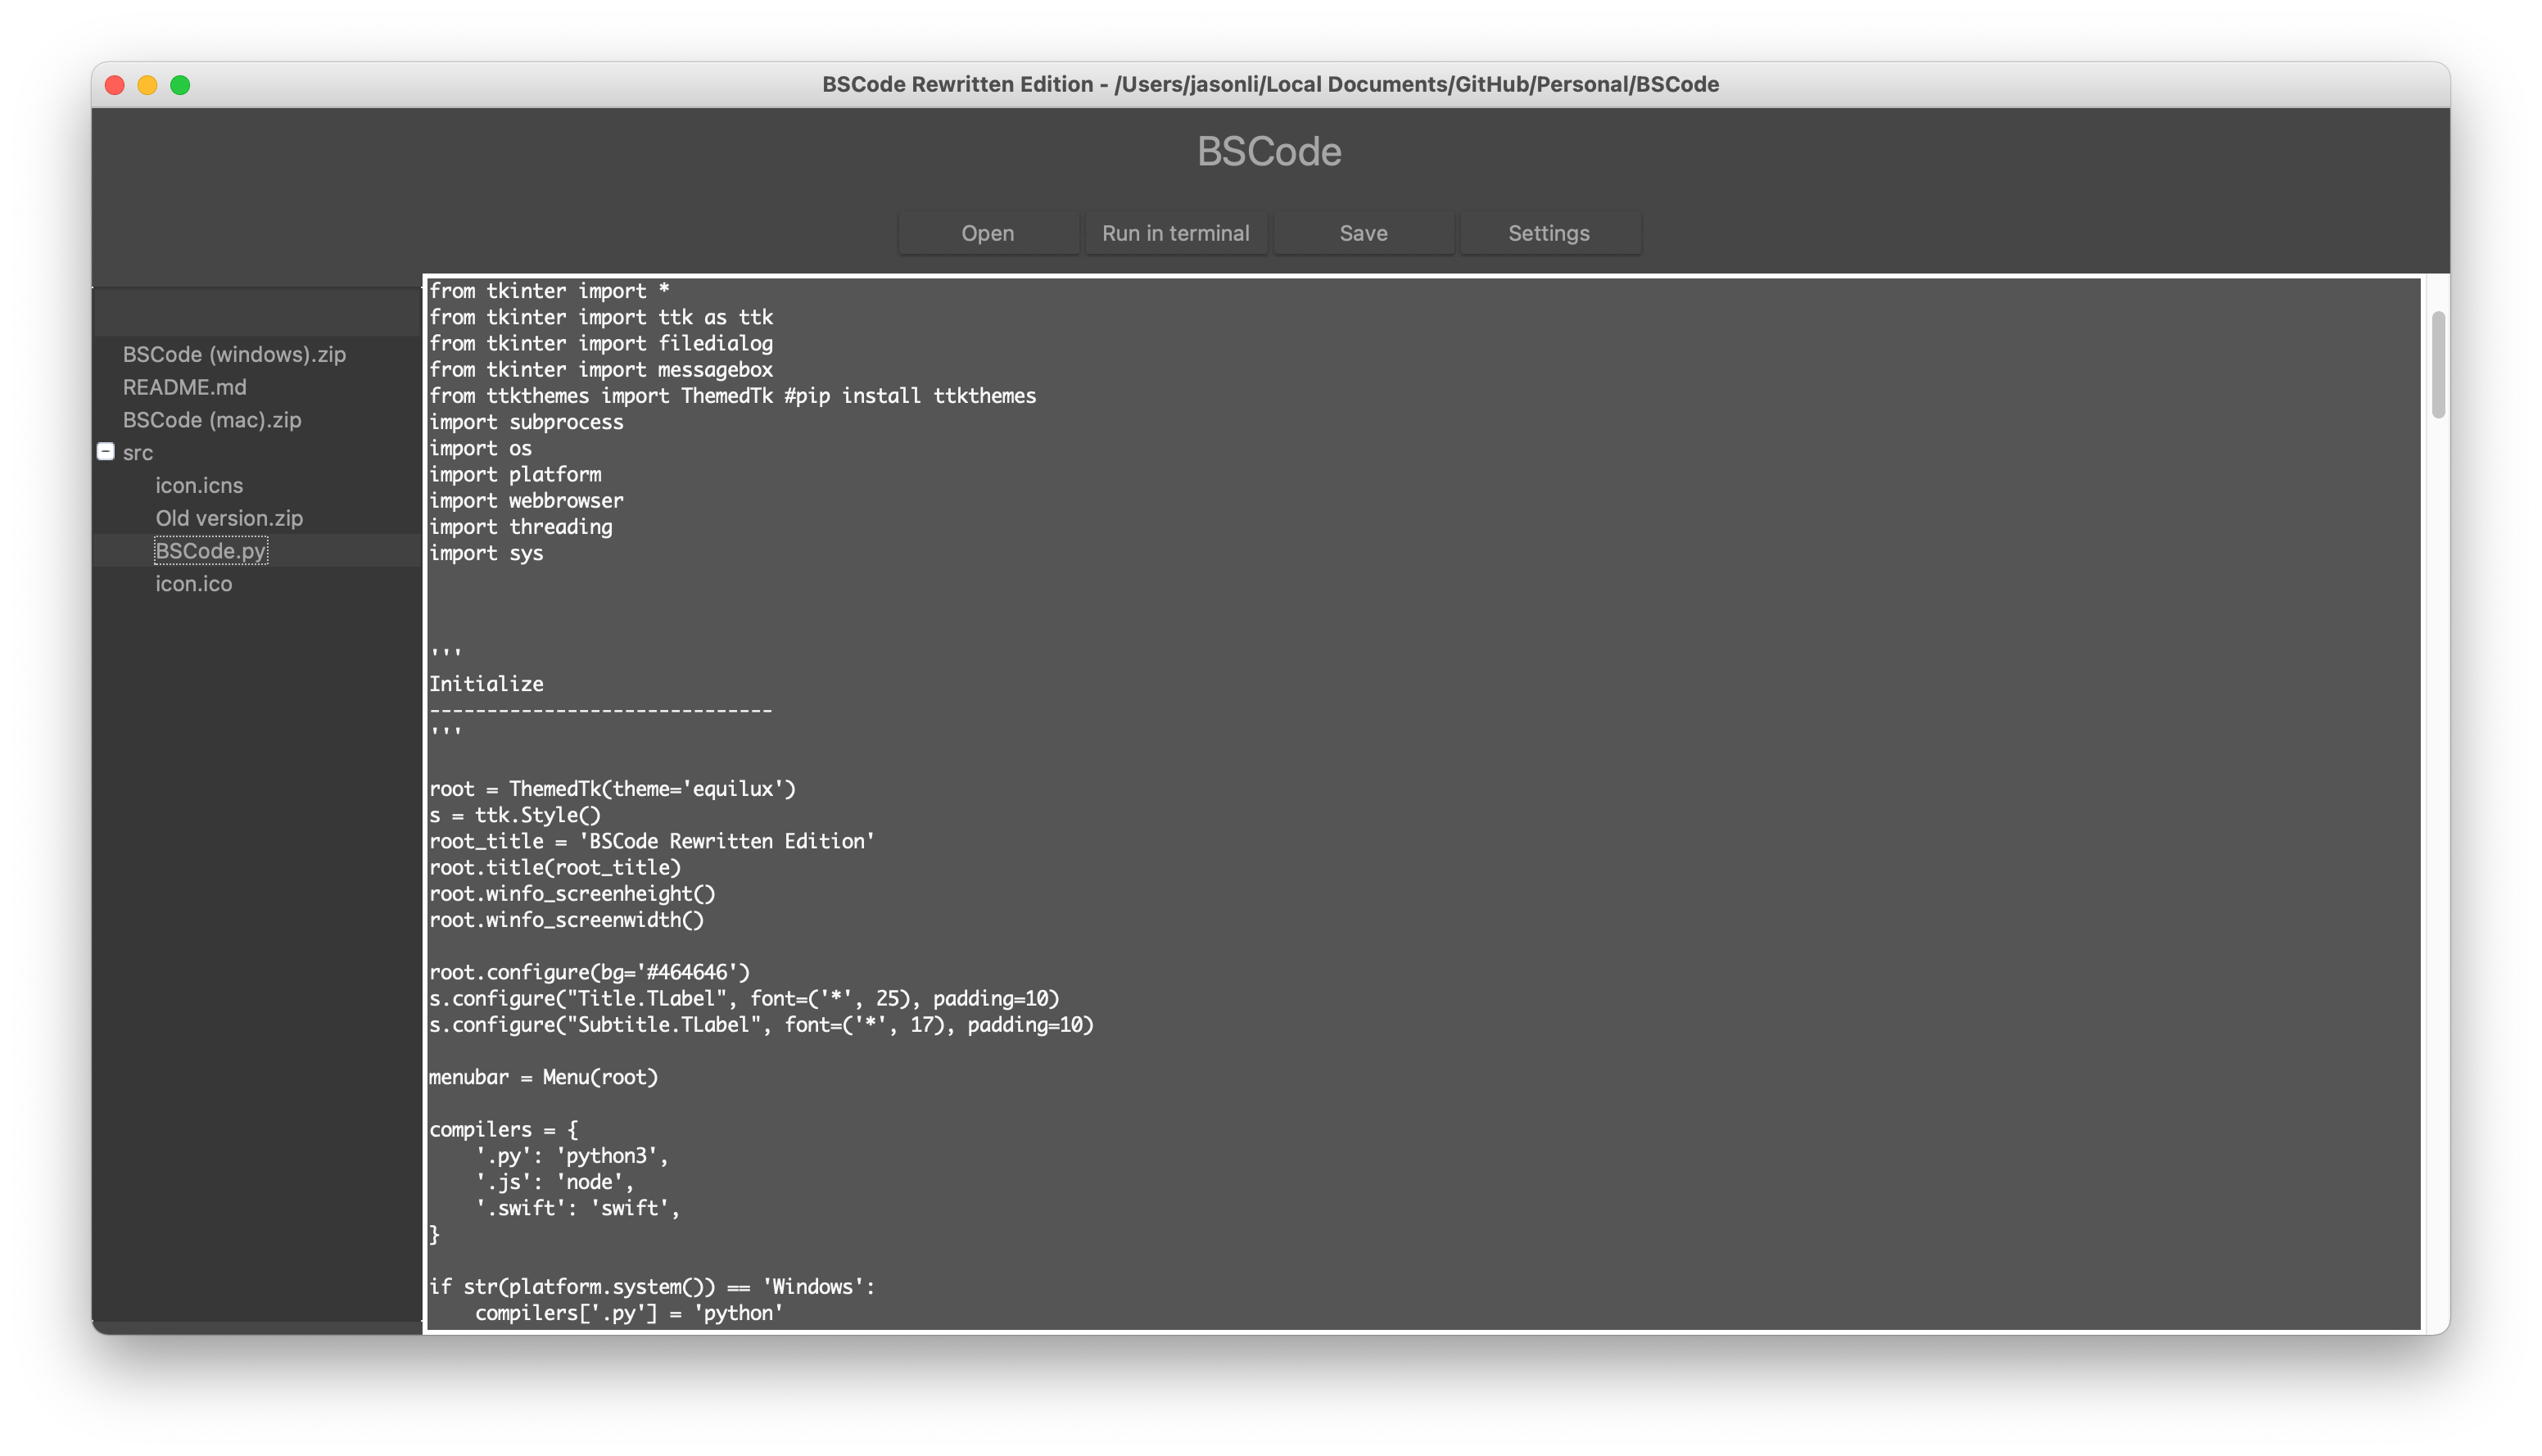 BSCode Rewritten Edition - /Users/jasonli/Local Documents/GitHub/Personal/BSCode
BSCode
Open
Run in terminal
Save
Settings
BSCode (windows).zip
README.md
BSCode (mac).zip
src
icon.icns
Old version.zip
BSCode.py
icon.ico
from tkinter import *
from tkinter import ttk as ttk
from tkinter import filedialog
from tkinter import messagebox
from ttkthemes import ThemedTk #pip install ttkthemes
import subprocess
import os
import platform
import webbrowser
import threading
import sys
'''
Initialize
------------------------------
'''
root = ThemedTk(theme='equilux')
s = ttk.Style()
root_title = 'BSCode Rewritten Edition'
root.title(root_title)
root.winfo_screenheight()
root.winfo_screenwidth()
root.configure(bg='#464646')
s.configure("Title.TLabel", font=('*', 25), padding=10)
s.configure("Subtitle.TLabel", font=('*', 17), padding=10)
menubar = Menu(root)
compilers = {
    '.py': 'python3',
    '.js': 'node',
    '.swift': 'swift',
}
if str(platform.system()) == 'Windows':
    compilers['.py'] = 'python'